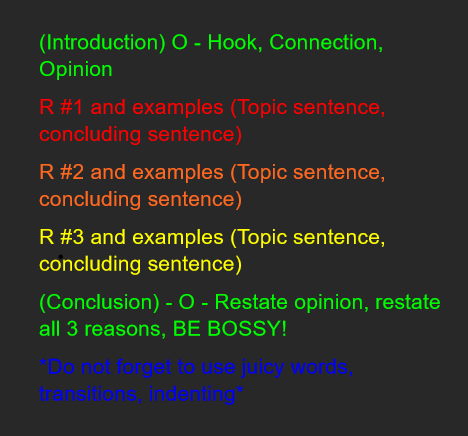 (Introduction) O - Hook, Connection,
Opinion
R #1 and examples (Topic sentence,
concluding sentence)
R #2 and examples (Topic sentence,
concluding sentence)
R #3 and examples (Topic sentence,
concluding sentence)
(Conclusion) - O - Restate opinion, restate
all 3 reasons, BE BOSSY!
*Do not forget to use juicy words,
transitions, indenting*